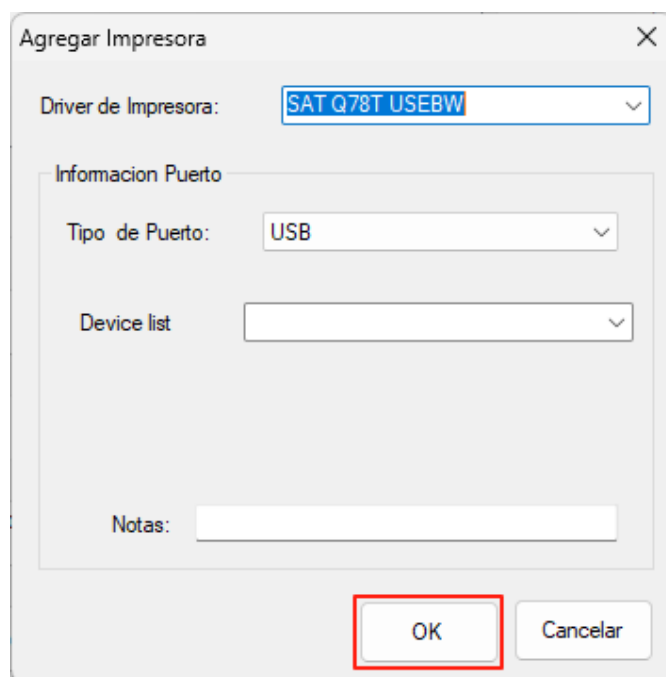 Agregar Impresora
Driver de Impresora: SAT Q78T USEBW
Informacion Puerto
Tipo de Puerto: USB
Device list
Notas:
OK Cancelar